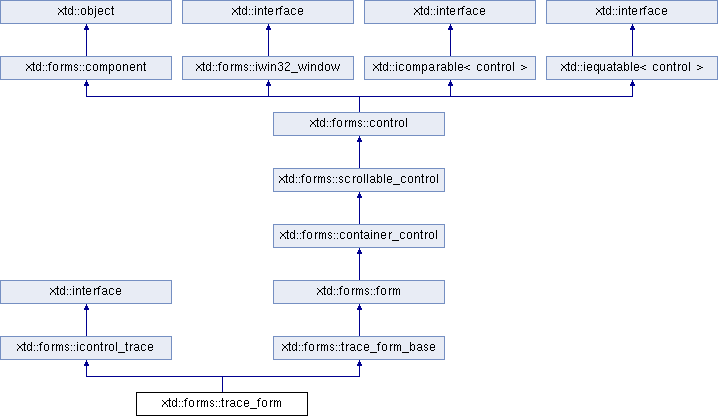 xtd::object
xtd::interface
xtd::interface
xtd::interface
xtd::forms::component
xtd::forms::iwin32_window
xtd::icomparable< control >
xtd::iequatable< control >
xtd::forms::control
xtd::forms::scrollable_control
xtd::forms::container_control
xtd::interface
xtd::forms::form
xtd::forms::icontrol_trace
xtd::forms::trace_form_base
xtd::forms::trace_form